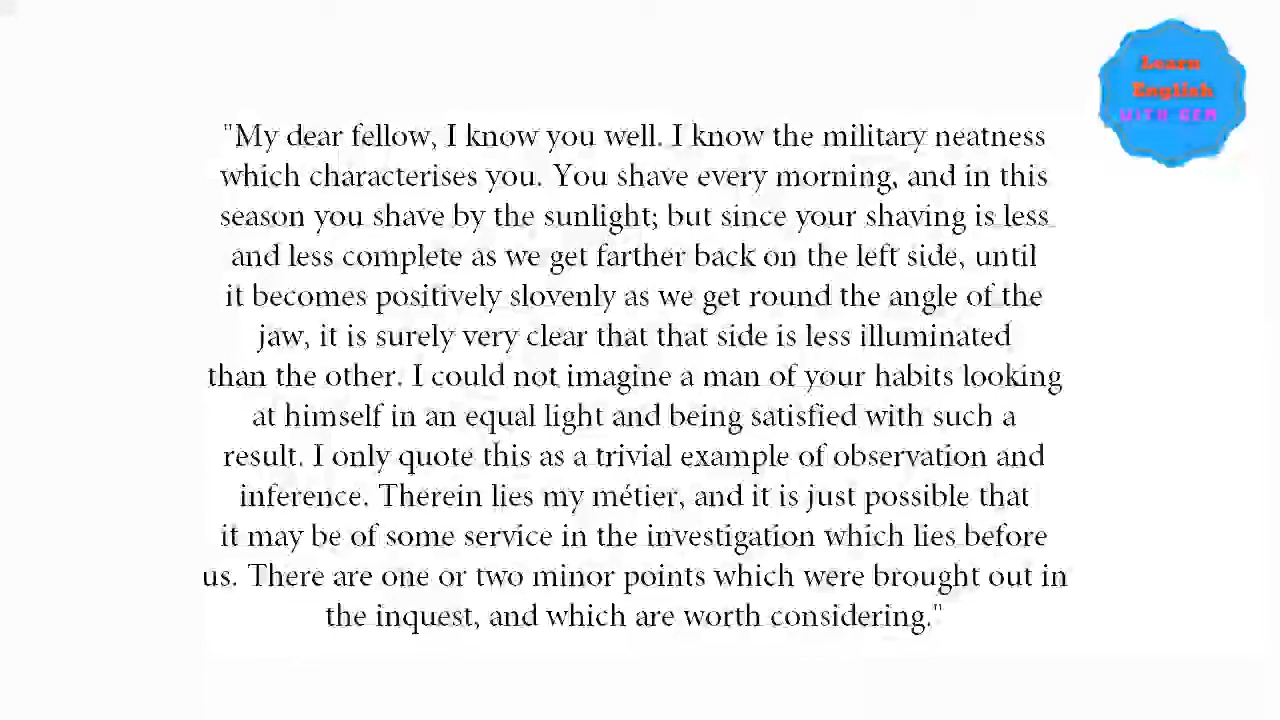 Learn
English
WITH GEM
"My dear fellow, I know you well. I know the military neatness
which characterises you. You shave every morning, and in this
season you shave by the sunlight; but since your shaving is less
and less complete as we get farther back on the left side, until
it becomes positively slovenly as we get round the angle of the
jaw, it is surely very clear that that side is less illuminated
than the other. I could not imagine a man of your habits looking
at himself in an equal light and being satisfied with such a
result. I only quote this as a trivial example of observation and
inference. Therein lies my métier, and it is just possible that
it may be of some service in the investigation which lies before
us. There are one or two minor points which were brought out in
the inquest, and which are worth considering."